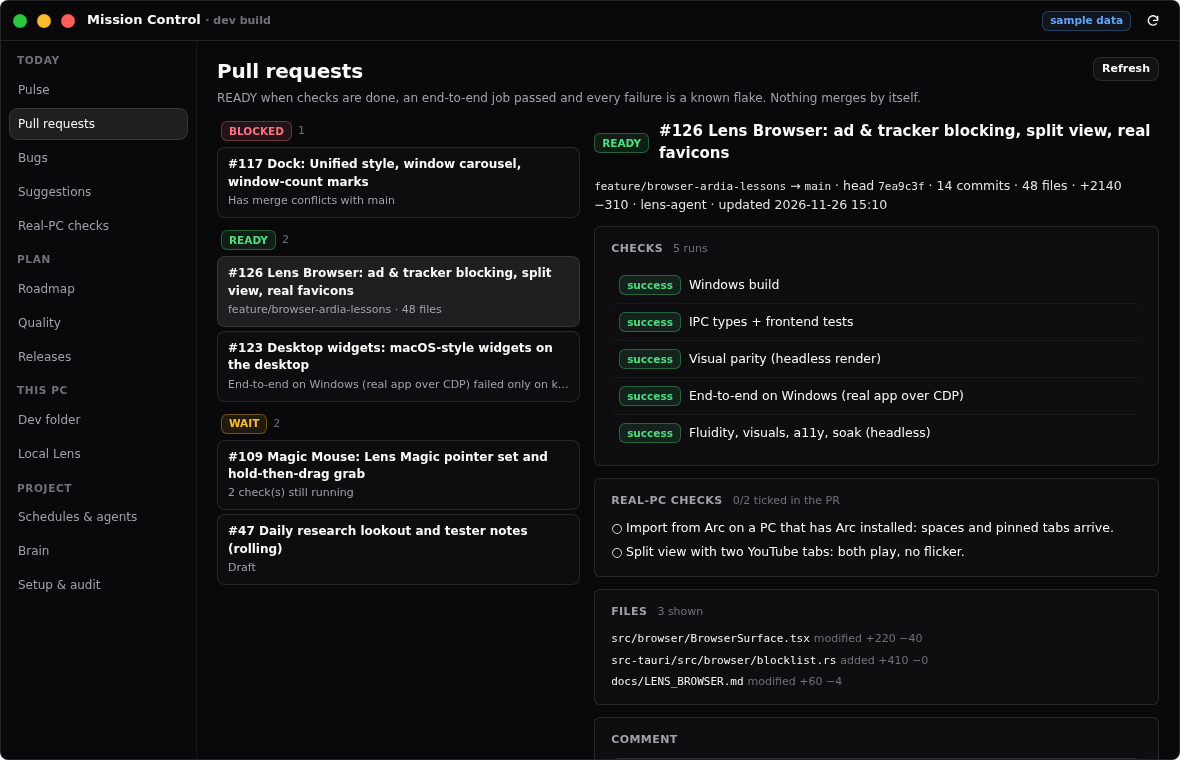 Mission Control · dev build
sample data
TODAY
Pulse
Pull requests
Bugs
Suggestions
Real-PC checks
PLAN
Roadmap
Quality
Releases
THIS PC
Dev folder
Local Lens
PROJECT
Schedules & agents
Brain
Setup & audit
Pull requests
Refresh
READY when checks are done, an end-to-end job passed and every failure is a known flake. Nothing merges by itself.
BLOCKED 1
#117 Dock: Unified style, window carousel,
window-count marks
Has merge conflicts with main
READY 2
#126 Lens Browser: ad & tracker blocking, split
view, real favicons
feature/browser-ardia-lessons · 48 files
#123 Desktop widgets: macOS-style widgets on
the desktop
End-to-end on Windows (real app over CDP) failed only on k…
WAIT 2
#109 Magic Mouse: Lens Magic pointer set and
hold-then-drag grab
2 check(s) still running
#47 Daily research lookout and tester notes
(rolling)
Draft
READY
#126 Lens Browser: ad & tracker blocking, split view, real
favicons
feature/browser-ardia-lessons → main · head 7ea9c3f · 14 commits · 48 files · +2140
−310 · lens-agent · updated 2026-11-26 15:10
CHECKS 5 runs
success Windows build
success IPC types + frontend tests
success Visual parity (headless render)
success End-to-end on Windows (real app over CDP)
success Fluidity, visuals, a11y, soak (headless)
REAL-PC CHECKS 0/2 ticked in the PR
○ Import from Arc on a PC that has Arc installed: spaces and pinned tabs arrive.
○ Split view with two YouTube tabs: both play, no flicker.
FILES 3 shown
src/browser/BrowserSurface.tsx modified +220 −40
src-tauri/src/browser/blocklist.rs added +410 −0
docs/LENS_BROWSER.md modified +60 −4
COMMENT